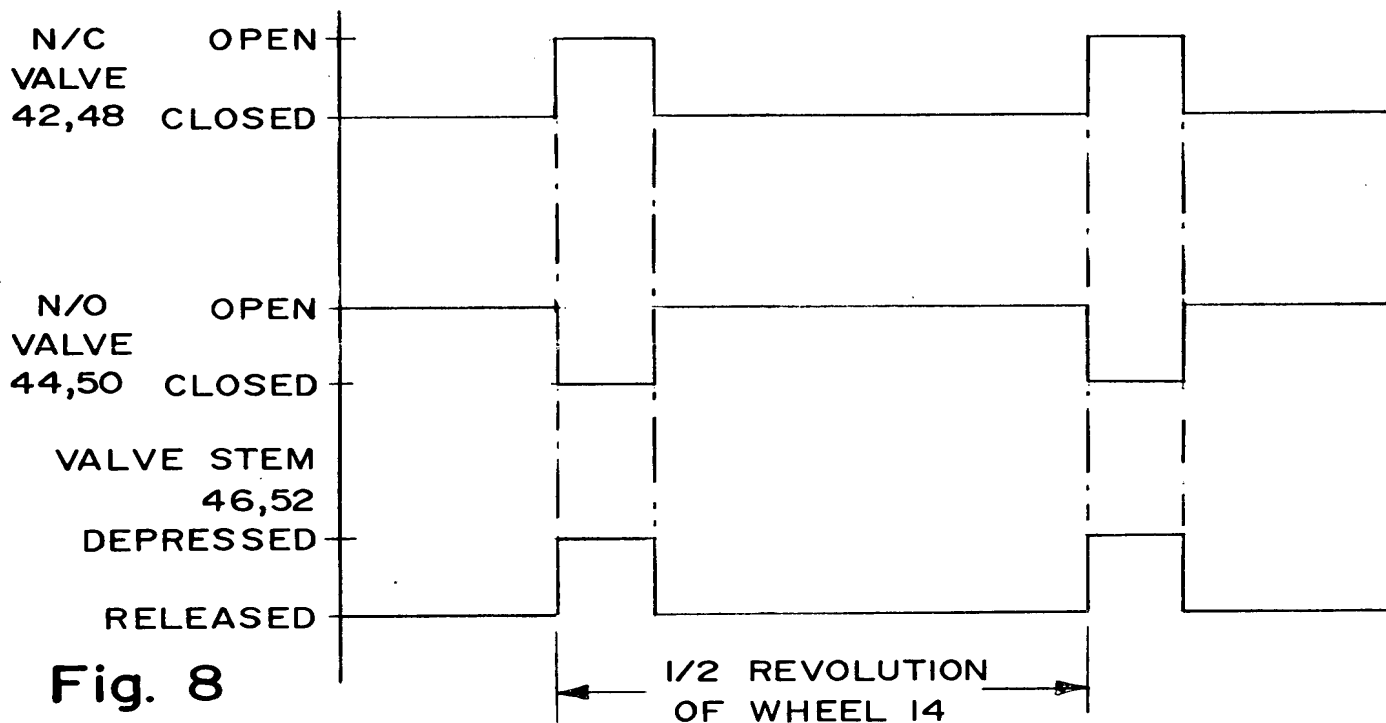 N/C OPEN
VALVE
42,48 CLOSED
N/O OPEN
VALVE
44,50 CLOSED
VALVE STEM
46,52
DEPRESSED
RELEASED
Fig. 8
1/2 REVOLUTION
OF WHEEL 14